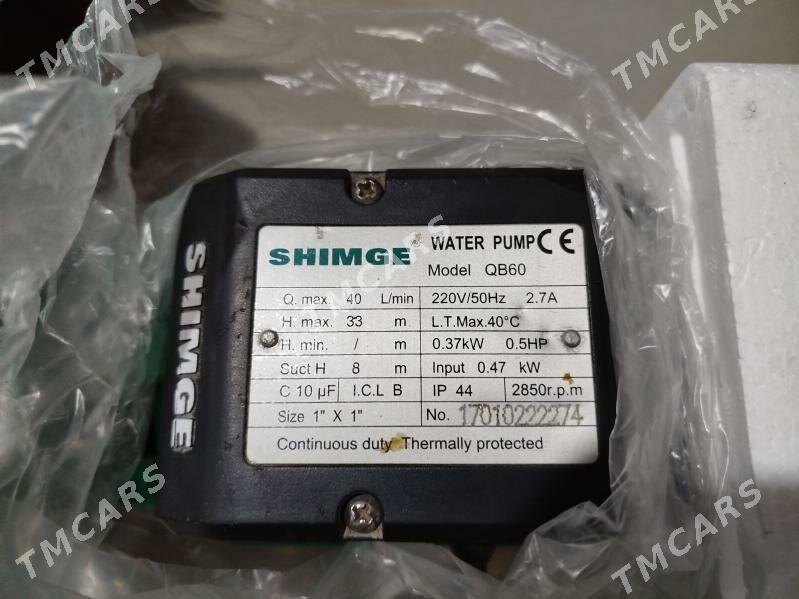 TMCARS
TMCARS
SHIMGE
SHIMGE WATER PUMP CE
Model QB60
Q. max. 40 L/min 220V/50Hz 2.7A
H. max. 33 m L.T.Max.40°C
H. min. / m 0.37kW 0.5HP
Suct H 8 m Input 0.47 kW
C 10 µF I.C.L B IP 44 2850r.p.m
Size 1" X 1" No. 17010222274
Continuous duty Thermally protected
TMCARS
TMCARS
TMCARS
TMCARS